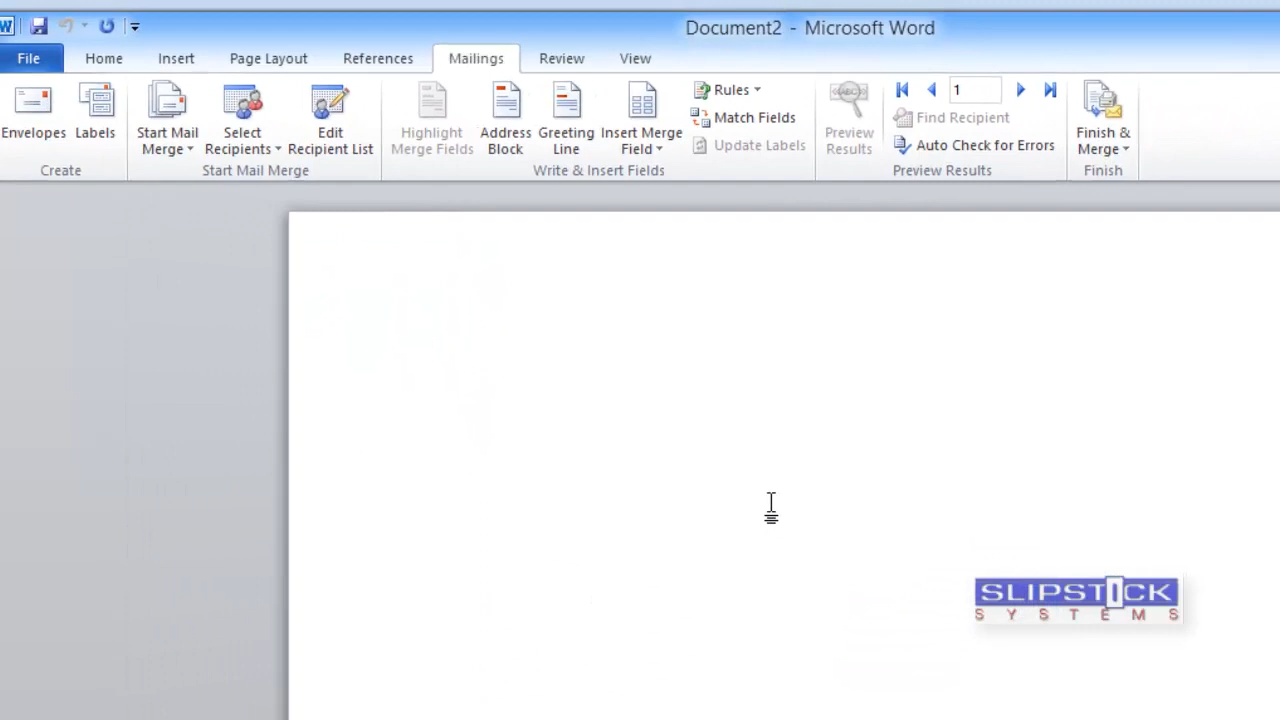 Document2 - Microsoft Word
File Home Insert Page Layout References Mailings Review View
Envelopes Labels Start Mail Merge Select Recipients Edit Recipient List Highlight Merge Fields Address Block Greeting Line Insert Merge Field Rules Match Fields Update Labels Preview Results 1 Find Recipient Auto Check for Errors Finish & Merge
Create Start Mail Merge Write & Insert Fields Preview Results Finish
SLIPSTICK
SYSTEMS